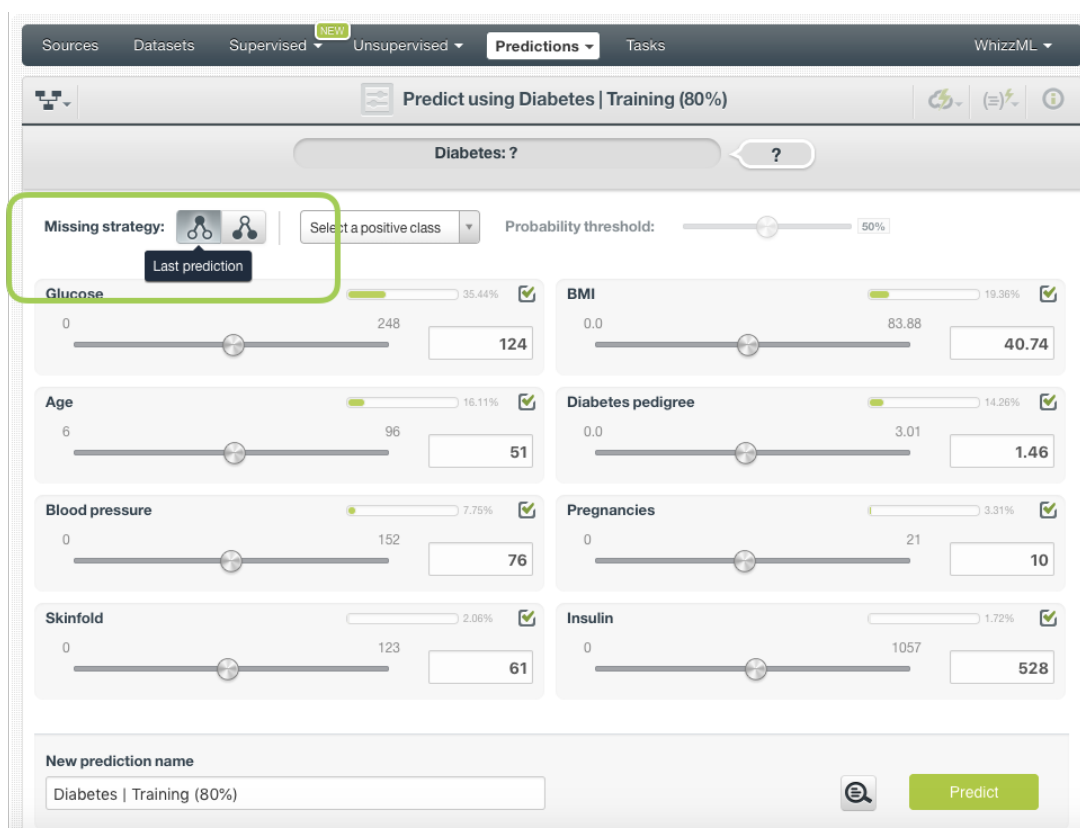 NEW
Sources Datasets Supervised Unsupervised Predictions Tasks WhizzML
Predict using Diabetes | Training (80%)
Diabetes: ? ?
Missing strategy: Select a positive class Probability threshold: 50%
Last prediction
Glucose 35.44% BMI 19.36%
0 248 0.0 83.88
124 40.74
Age 16.11% Diabetes pedigree 14.26%
6 96 0.0 3.01
51 1.46
Blood pressure 7.75% Pregnancies 3.31%
0 152 0 21
76 10
Skinfold 2.06% Insulin 1.72%
0 123 0 1057
61 528
New prediction name
Diabetes | Training (80%) Predict